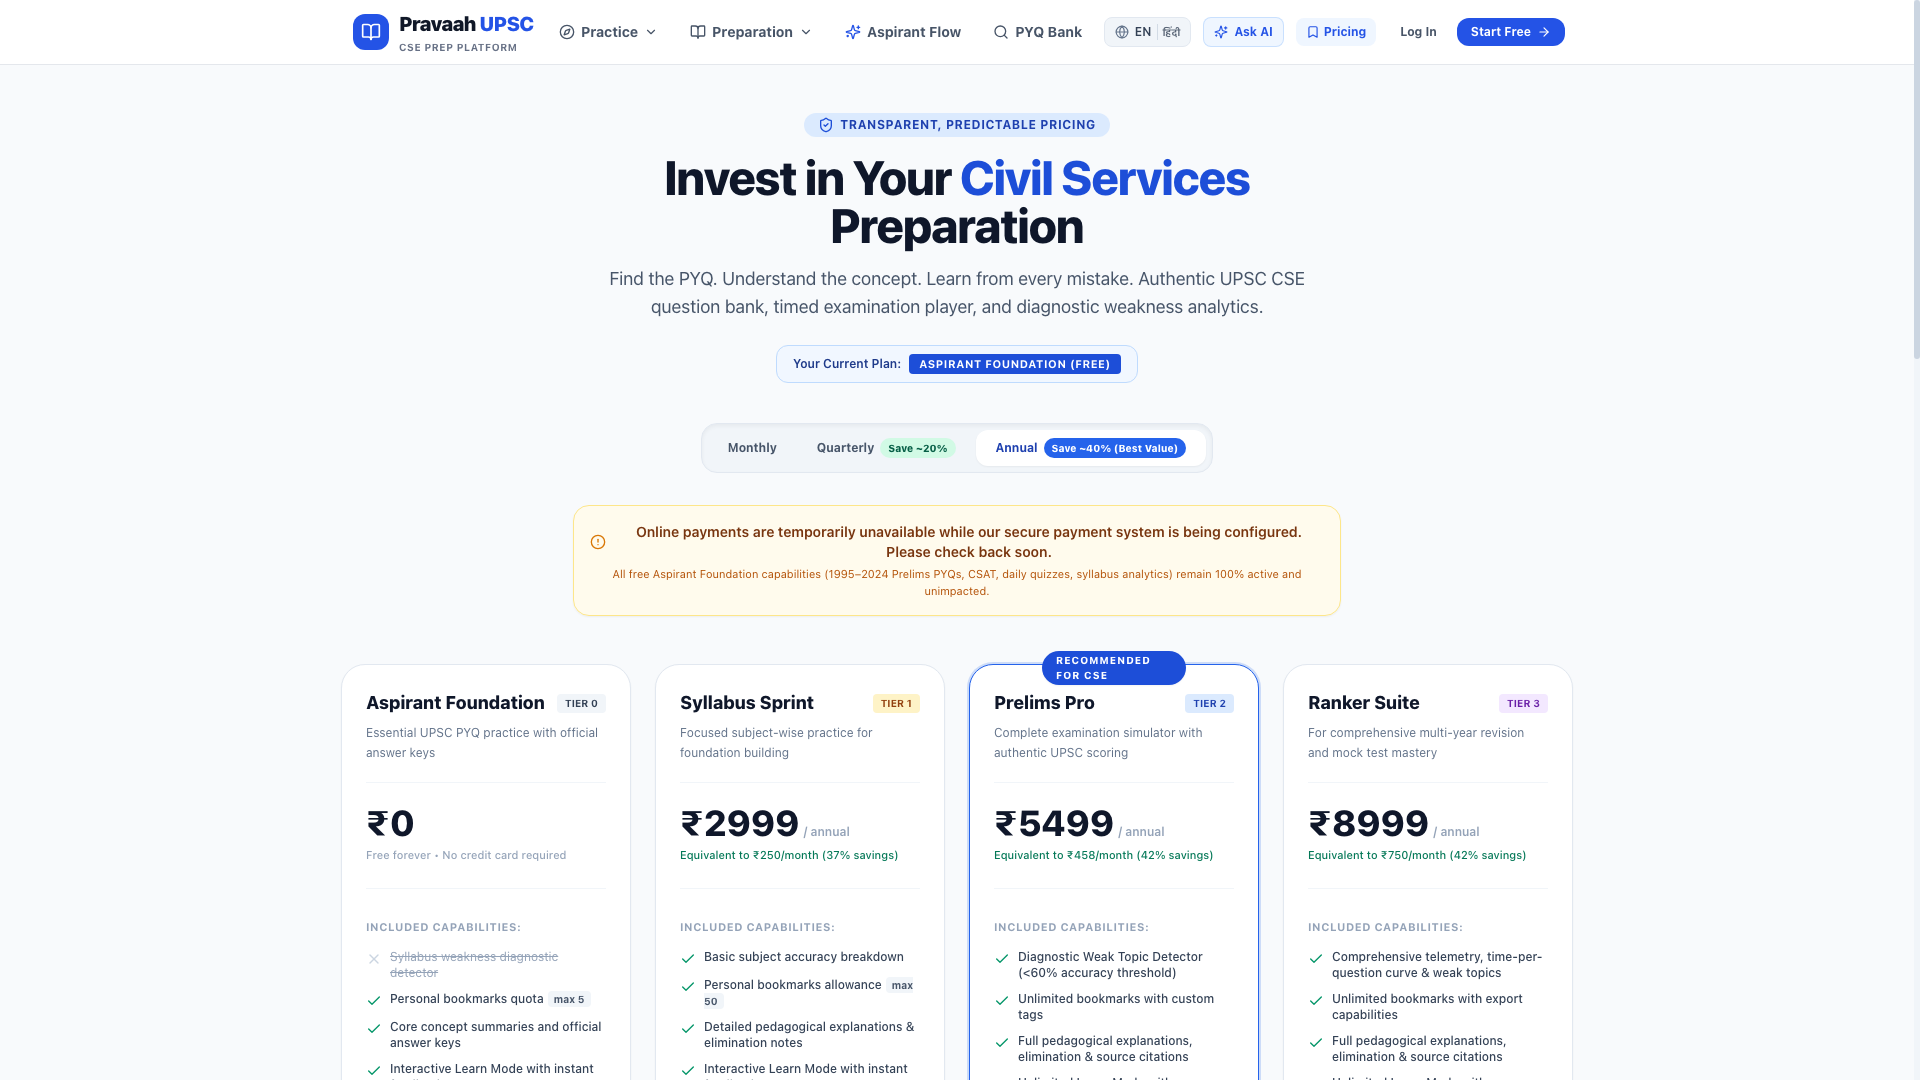 Pravaah UPSC
CSE PREP PLATFORM
Practice
Preparation
Aspirant Flow
PYQ Bank
EN हिंदी
Ask AI
Pricing
Log In
Start Free
TRANSPARENT, PREDICTABLE PRICING
Invest in Your Civil Services
Preparation
Find the PYQ. Understand the concept. Learn from every mistake. Authentic UPSC CSE
question bank, timed examination player, and diagnostic weakness analytics.
Your Current Plan: ASPIRANT FOUNDATION (FREE)
Monthly
Quarterly Save ~20%
Annual Save ~40% (Best Value)
Online payments are temporarily unavailable while our secure payment system is being configured.
Please check back soon.
All free Aspirant Foundation capabilities (1995–2024 Prelims PYQs, CSAT, daily quizzes, syllabus analytics) remain 100% active and
unimpacted.
Aspirant Foundation TIER 0
Essential UPSC PYQ practice with official
answer keys
₹0
Free forever • No credit card required
INCLUDED CAPABILITIES:
Syllabus weakness diagnostic
detector
Personal bookmarks quota max 5
Core concept summaries and official
answer keys
Interactive Learn Mode with instant
Syllabus Sprint TIER 1
Focused subject-wise practice for
foundation building
₹2999 / annual
Equivalent to ₹250/month (37% savings)
INCLUDED CAPABILITIES:
Basic subject accuracy breakdown
Personal bookmarks allowance max
50
Detailed pedagogical explanations &
elimination notes
Interactive Learn Mode with instant
RECOMMENDED
FOR CSE
Prelims Pro TIER 2
Complete examination simulator with
authentic UPSC scoring
₹5499 / annual
Equivalent to ₹458/month (42% savings)
INCLUDED CAPABILITIES:
Diagnostic Weak Topic Detector
(<60% accuracy threshold)
Unlimited bookmarks with custom
tags
Full pedagogical explanations,
elimination & source citations
Ranker Suite TIER 3
For comprehensive multi-year revision
and mock test mastery
₹8999 / annual
Equivalent to ₹750/month (42% savings)
INCLUDED CAPABILITIES:
Comprehensive telemetry, time-per-
question curve & weak topics
Unlimited bookmarks with export
capabilities
Full pedagogical explanations,
elimination & source citations